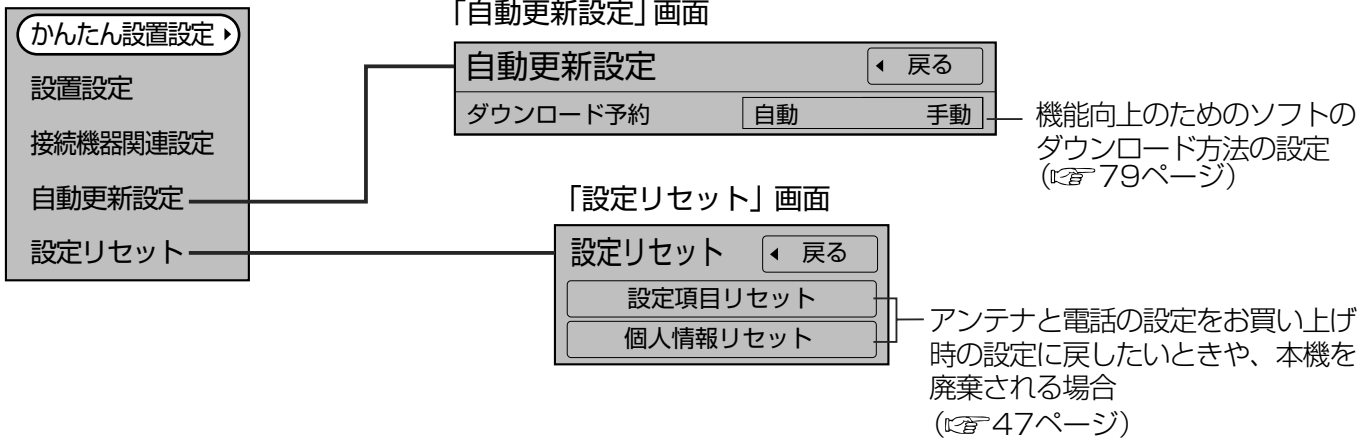 かんたん設置設定
設置設定
接続機器関連設定
自動更新設定
設定リセット
「自動更新設定」画面
自動更新設定 戻る
ダウンロード予約 自動 手動
機能向上のためのソフトの
ダウンロード方法の設定
(☞79ページ)
「設定リセット」画面
設定リセット 戻る
設定項目リセット
個人情報リセット
アンテナと電話の設定をお買い上げ
時の設定に戻したいときや、本機を
廃棄される場合
(☞47ページ)